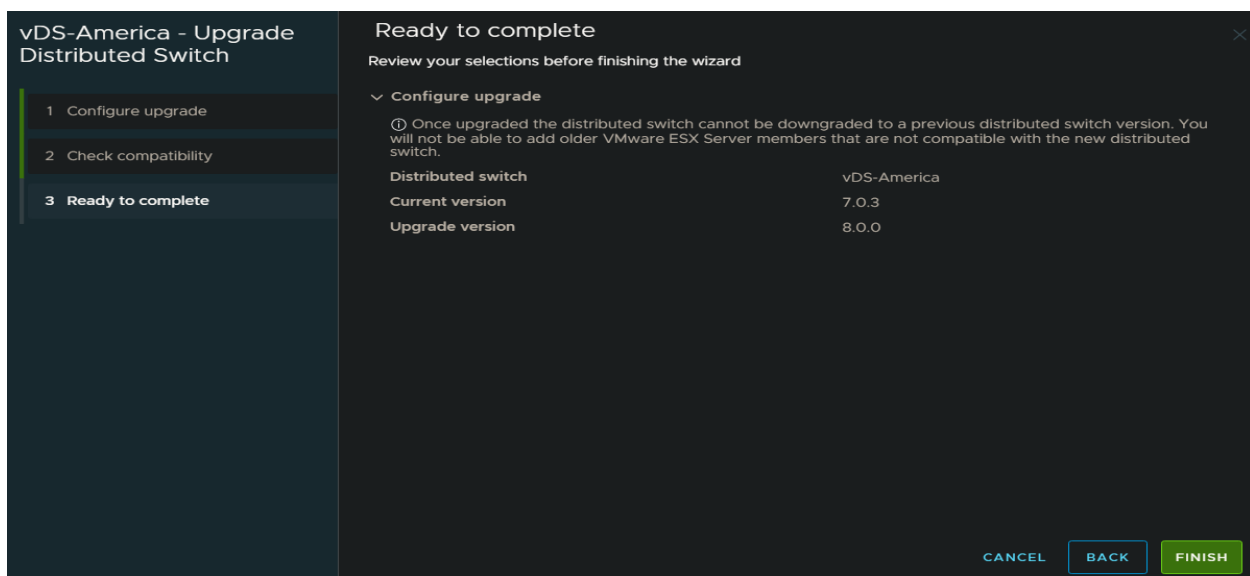 vDS-America - Upgrade
Distributed Switch
1 Configure upgrade
2 Check compatibility
3 Ready to complete
Ready to complete
Review your selections before finishing the wizard
Configure upgrade
Once upgraded the distributed switch cannot be downgraded to a previous distributed switch version. You
will not be able to add older VMware ESX Server members that are not compatible with the new distributed
switch.
Distributed switch vDS-America
Current version 7.0.3
Upgrade version 8.0.0
CANCEL BACK FINISH